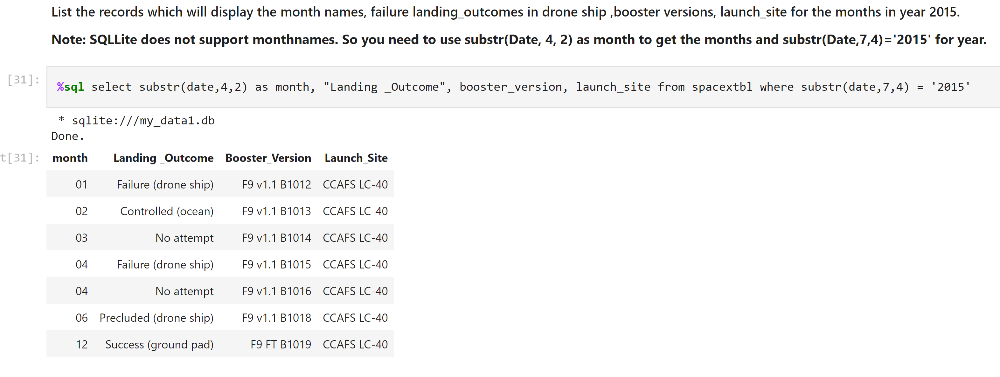 List the records which will display the month names, failure landing_outcomes in drone ship ,booster versions, launch_site for the months in year 2015.
Note: SQLLite does not support monthnames. So you need to use substr(Date, 4, 2) as month to get the months and substr(Date,7,4)='2015' for year.
[31]:
%sql select substr(date,4,2) as month, "Landing _Outcome", booster_version, launch_site from spacextbl where substr(date,7,4) = '2015'
* sqlite:///my_data1.db
Done.
t[31]:
month Landing _Outcome Booster_Version Launch_Site
01 Failure (drone ship) F9 v1.1 B1012 CCAFS LC-40
02 Controlled (ocean) F9 v1.1 B1013 CCAFS LC-40
03 No attempt F9 v1.1 B1014 CCAFS LC-40
04 Failure (drone ship) F9 v1.1 B1015 CCAFS LC-40
04 No attempt F9 v1.1 B1016 CCAFS LC-40
06 Precluded (drone ship) F9 v1.1 B1018 CCAFS LC-40
12 Success (ground pad) F9 FT B1019 CCAFS LC-40